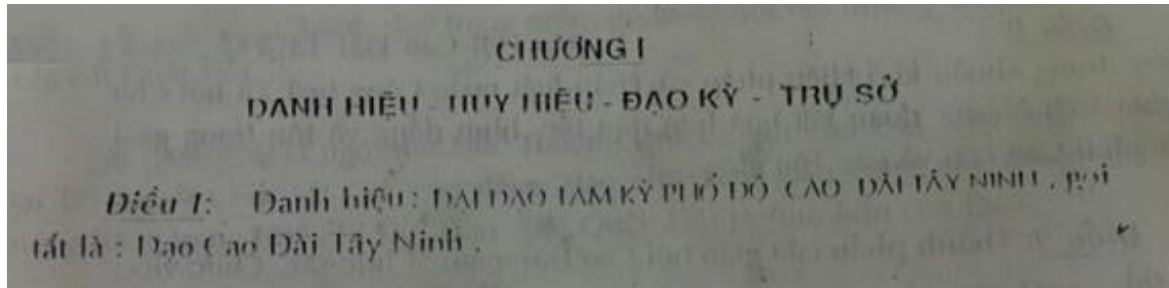 CHƯƠNG I
DANH HIỆU - HUY HIỆU - ĐẠO KỲ - TRỤ SỞ
Điều 1: Danh hiệu : ĐẠI ĐẠO TAM KỲ PHỔ ĐỘ CAO ĐÀI TÂY NINH , gọi
tắt là : Đạo Cao Đài Tây Ninh .